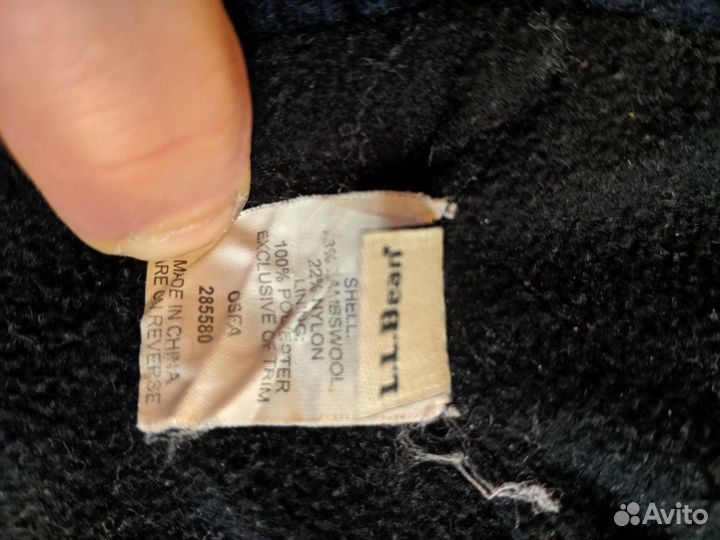 L.L.Bean
SHELL:
LAMBSWOOL,
22% NYLON
LINING:
100% POLYESTER
EXCLUSIVE OF TRIM
OSFA
285580
MADE IN CHINA
ON REVERSE
Avito